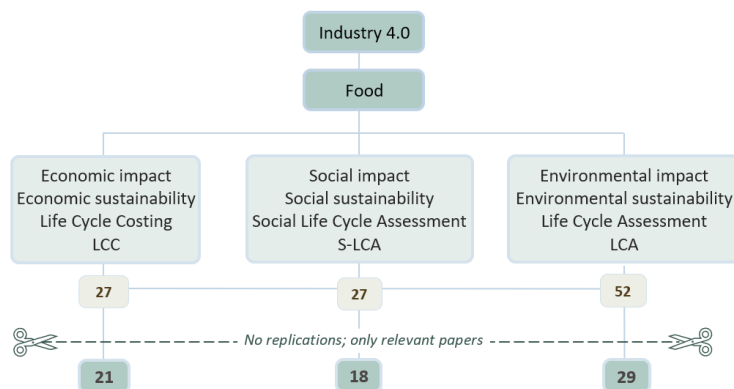 Industry 4.0
Food
Economic impact
Economic sustainability
Life Cycle Costing
LCC
Social impact
Social sustainability
Social Life Cycle Assessment
S-LCA
Environmental impact
Environmental sustainability
Life Cycle Assessment
LCA
27
27
52
No replications; only relevant papers
21
18
29